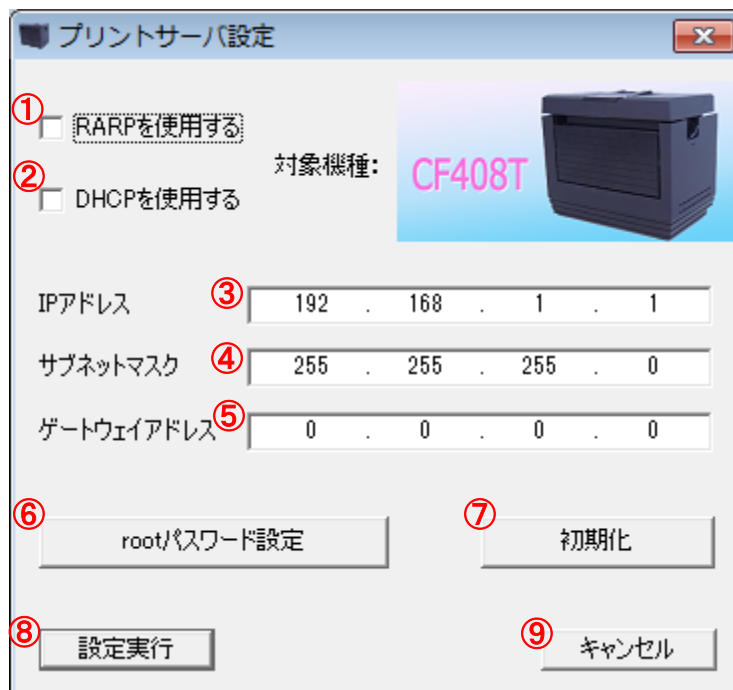 プリントサーバ設定
① RARPを使用する
② DHCPを使用する
対象機種:
CF408T
IPアドレス ③ 192 . 168 . 1 . 1
サブネットマスク ④ 255 . 255 . 255 . 0
ゲートウェイアドレス ⑤ 0 . 0 . 0 . 0
⑥ rootパスワード設定 ⑦ 初期化
⑧ 設定実行 ⑨ キャンセル